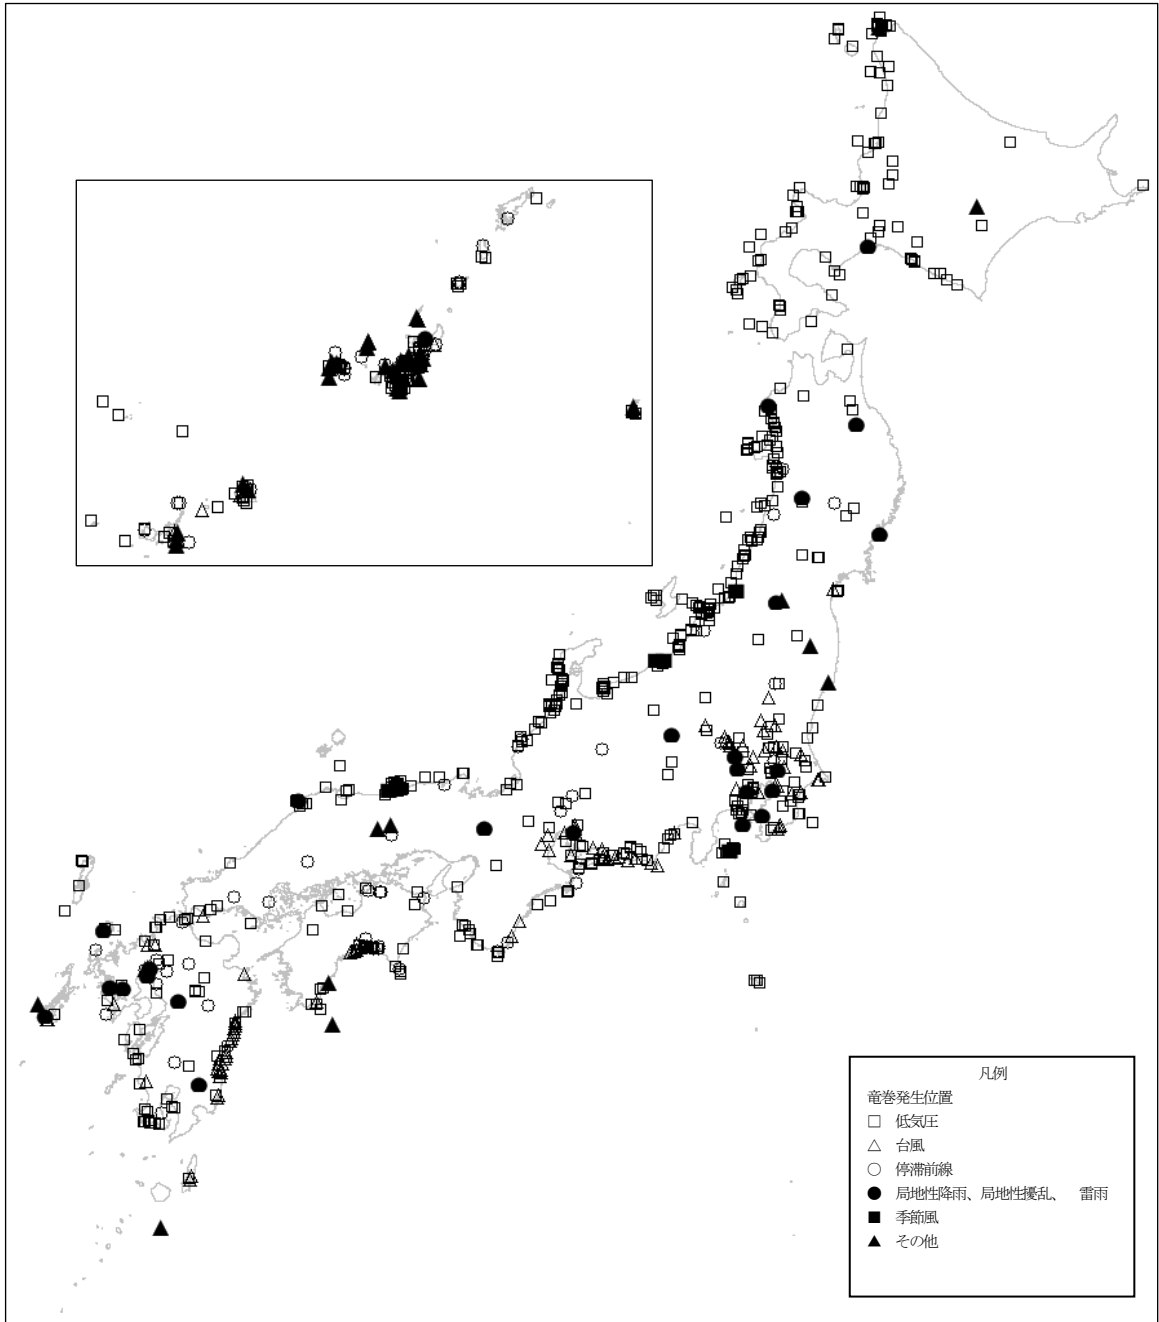 凡例
竜巻発生位置
□ 低気圧
△ 台風
○ 停滞前線
● 局地性降雨、局地性擾乱、 雷雨
■ 季節風
▲ その他